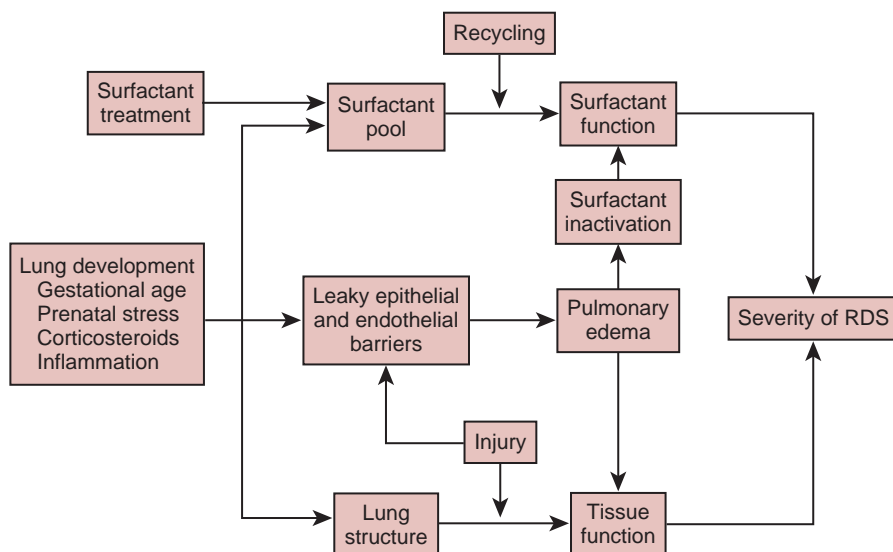 Recycling
Surfactant
treatment
Surfactant
pool
Surfactant
function
Surfactant
inactivation
Lung development
Gestational age
Prenatal stress
Corticosteroids
Inflammation
Leaky epithelial
and endothelial
barriers
Pulmonary
edema
Severity of RDS
Injury
Lung
structure
Tissue
function